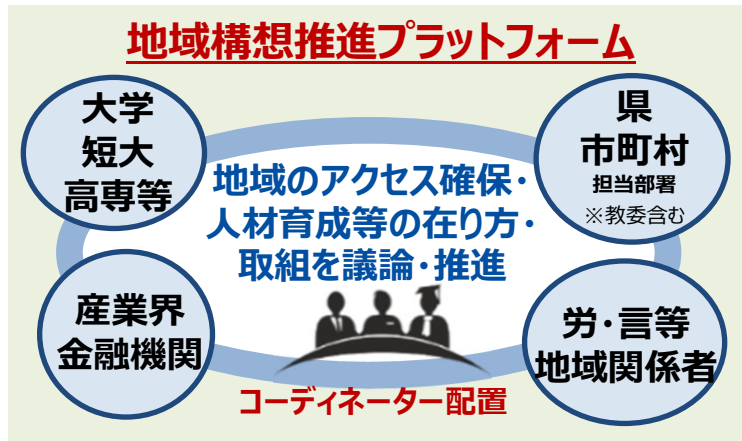 地域構想推進プラットフォーム
大学
短大
高専等
県
市町村
担当部署
※教委含む
地域のアクセス確保・
人材育成等の在り方・
取組を議論・推進
産業界
金融機関
労・言等
地域関係者
コーディネーター配置